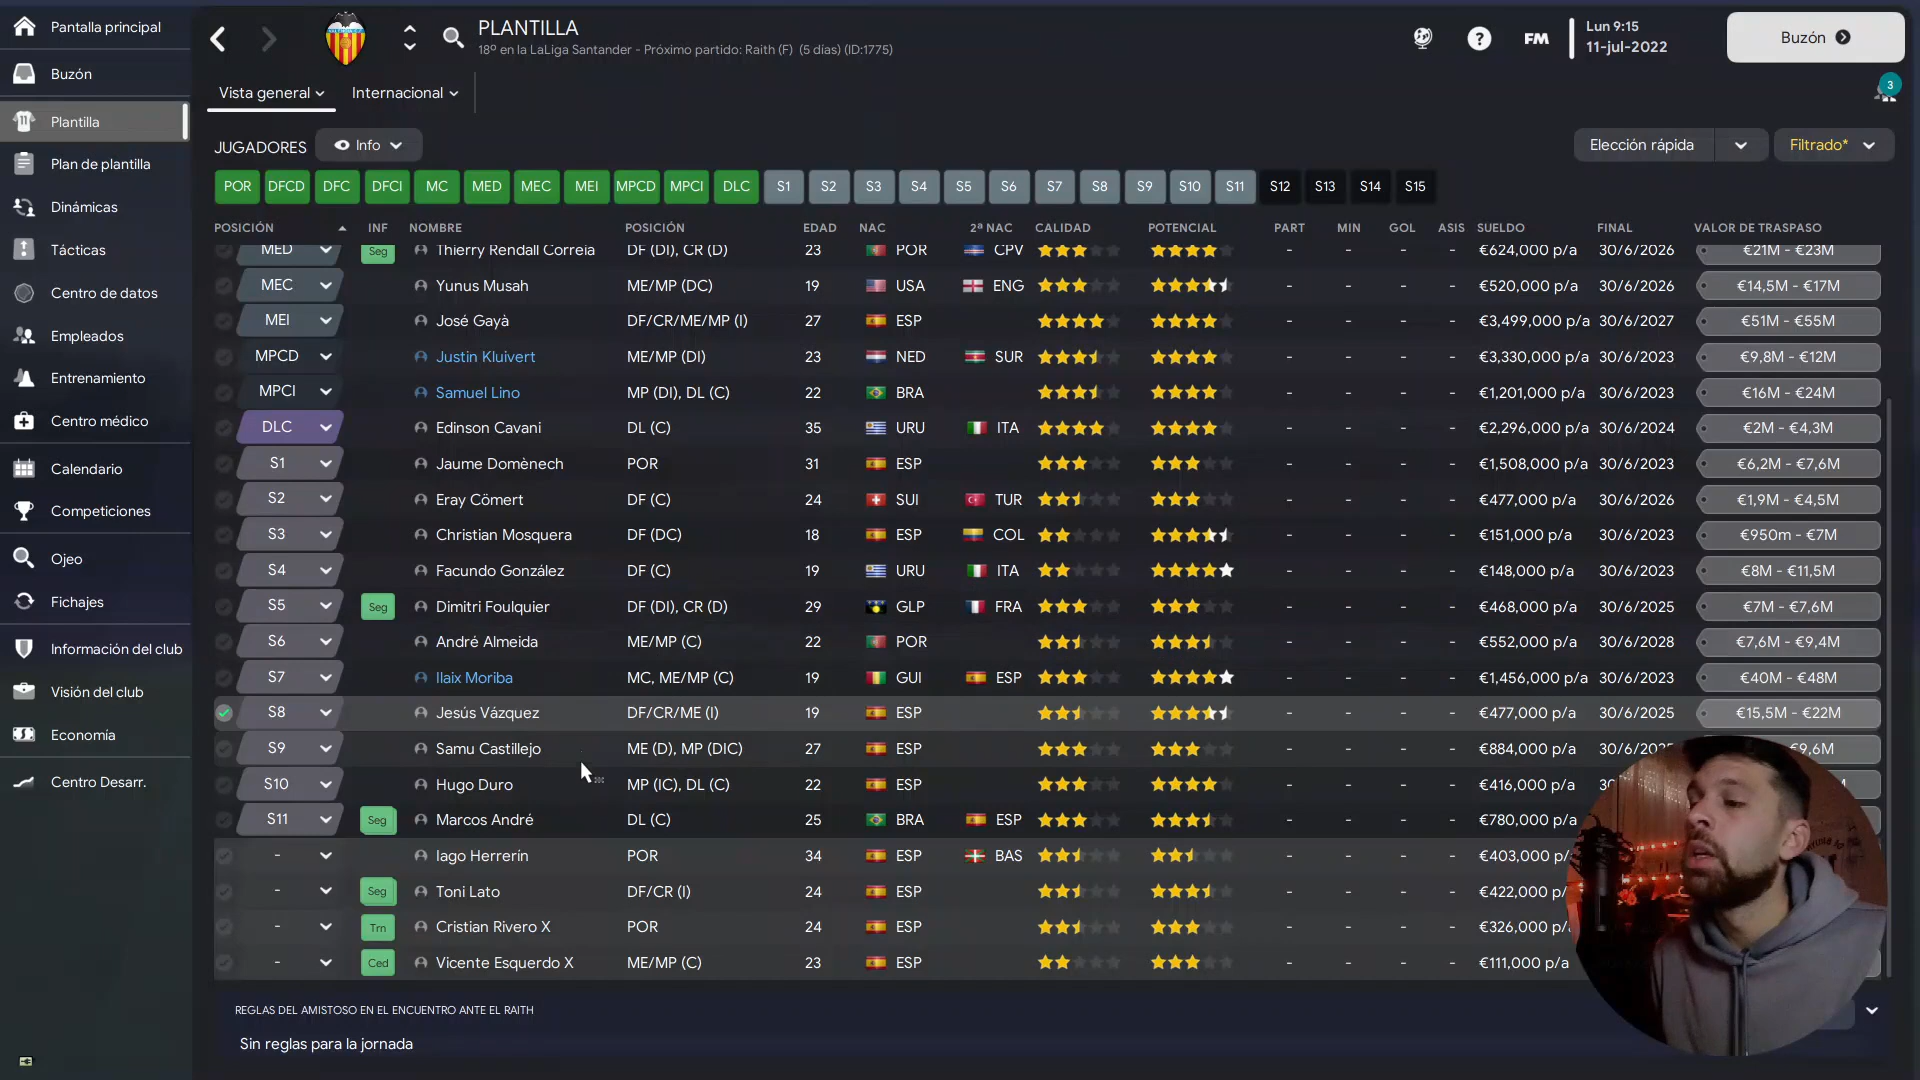 Pantalla principal
Buzón
Plantilla
Plan de plantilla
Dinámicas
Tácticas
Centro de datos
Empleados
Entrenamiento
Centro médico
Calendario
Competiciones
Ojeo
Fichajes
Información del club
Visión del club
Economía
Centro Desarr.
PLANTILLA
18º en la LaLiga Santander - Próximo partido: Raith (F) (5 días) (ID:1775)
FM
Lun 9:15
11-jul-2022
Buzón
Vista general
Internacional
3
JUGADORES
Info
Elección rápida
Filtrado*
POR DFCD DFC DFCI MC MED MEC MEI MPCD MPCI DLC S1 S2 S3 S4 S5 S6 S7 S8 S9 S10 S11 S12 S13 S14 S15
POSICIÓN INF NOMBRE POSICIÓN EDAD NAC 2ª NAC CALIDAD POTENCIAL PART MIN GOL ASIS SUELDO FINAL VALOR DE TRASPASO
MED Seg Thierry Rendall Correia DF (DI), CR (D) 23 POR CPV - - - - €624,000 p/a 30/6/2026 €21M - €23M
MEC Yunus Musah ME/MP (DC) 19 USA ENG - - - - €520,000 p/a 30/6/2026 €14,5M - €17M
MEI José Gayà DF/CR/ME/MP (I) 27 ESP - - - - €3,499,000 p/a 30/6/2027 €51M - €55M
MPCD Justin Kluivert ME/MP (DI) 23 NED SUR - - - - €3,330,000 p/a 30/6/2023 €9,8M - €12M
MPCI Samuel Lino MP (DI), DL (C) 22 BRA - - - - €1,201,000 p/a 30/6/2023 €16M - €24M
DLC Edinson Cavani DL (C) 35 URU ITA - - - - €2,296,000 p/a 30/6/2024 €2M - €4,3M
S1 Jaume Domènech POR 31 ESP - - - - €1,508,000 p/a 30/6/2023 €6,2M - €7,6M
S2 Eray Cömert DF (C) 24 SUI TUR - - - - €477,000 p/a 30/6/2026 €1,9M - €4,5M
S3 Christian Mosquera DF (DC) 18 ESP COL - - - - €151,000 p/a 30/6/2023 €950m - €7M
S4 Facundo González DF (C) 19 URU ITA - - - - €148,000 p/a 30/6/2023 €8M - €11,5M
S5 Seg Dimitri Foulquier DF (DI), CR (D) 29 GLP FRA - - - - €468,000 p/a 30/6/2025 €7M - €7,6M
S6 André Almeida ME/MP (C) 22 POR - - - - €552,000 p/a 30/6/2028 €7,6M - €9,4M
S7 Ilaix Moriba MC, ME/MP (C) 19 GUI ESP - - - - €1,456,000 p/a 30/6/2023 €40M - €48M
S8 Jesús Vázquez DF/CR/ME (I) 19 ESP - - - - €477,000 p/a 30/6/2025 €15,5M - €22M
S9 Samu Castillejo ME (D), MP (DIC) 27 ESP - - - - €884,000 p/a
S10 Hugo Duro MP (IC), DL (C) 22 ESP - - - - €416,000 p/a
S11 Seg Marcos André DL (C) 25 BRA ESP - - - - €780,000 p/a
- Iago Herrerín POR 34 ESP BAS - - - - €403,000 p/
- Seg Toni Lato DF/CR (I) 24 ESP - - - - €422,000 p/
- Trn Cristian Rivero X POR 24 ESP - - - - €326,000 p/
- Ced Vicente Esquerdo X ME/MP (C) 23 ESP - - - - €111,000 p/a
REGLAS DEL AMISTOSO EN EL ENCUENTRO ANTE EL RAITH
Sin reglas para la jornada